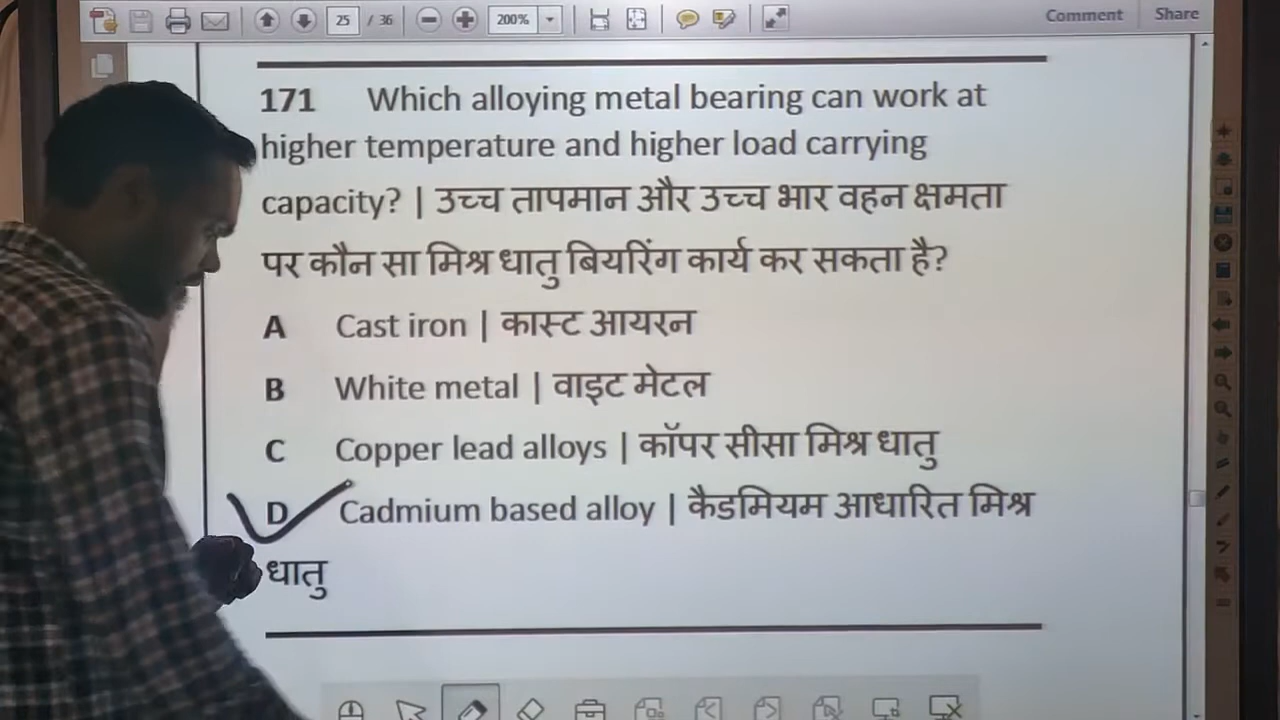 25 / 36 200% Comment Share
171 Which alloying metal bearing can work at
higher temperature and higher load carrying
capacity? | उच्च तापमान और उच्च भार वहन क्षमता
पर कौन सा मिश्र धातु बियरिंग कार्य कर सकता है?
A Cast iron | कास्ट आयरन
B White metal | वाइट मेटल
C Copper lead alloys | कॉपर सीसा मिश्र धातु
D Cadmium based alloy | कैडमियम आधारित मिश्र
धातु